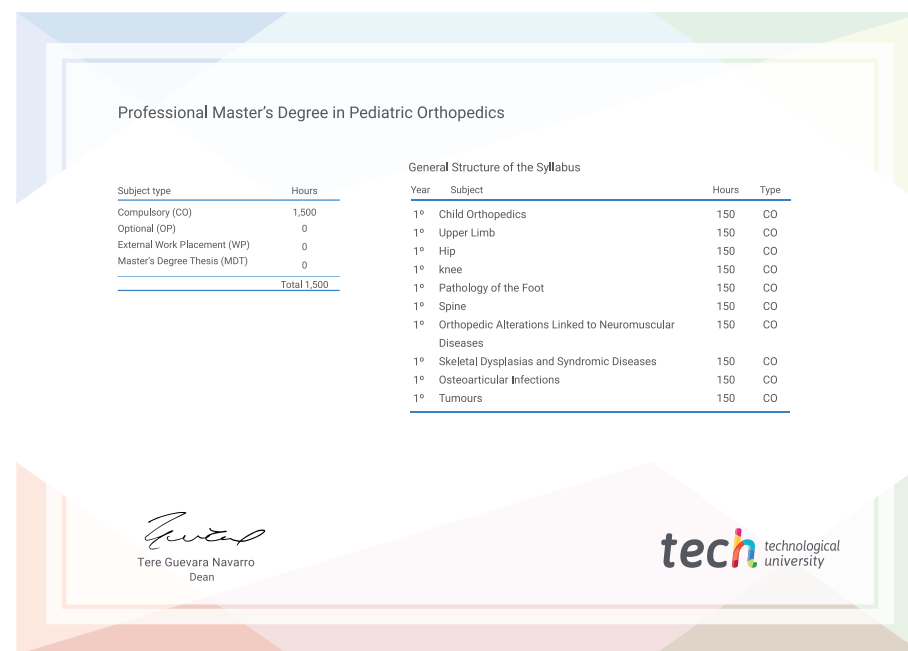 Professional Master's Degree in Pediatric Orthopedics
Subject type Hours
Compulsory (CO) 1,500
Optional (OP) 0
External Work Placement (WP) 0
Master's Degree Thesis (MDT) 0
Total 1,500
General Structure of the Syllabus
Year Subject Hours Type
1º Child Orthopedics 150 CO
1º Upper Limb 150 CO
1º Hip 150 CO
1º knee 150 CO
1º Pathology of the Foot 150 CO
1º Spine 150 CO
1º Orthopedic Alterations Linked to Neuromuscular 150 CO
Diseases
1º Skeletal Dysplasias and Syndromic Diseases 150 CO
1º Osteoarticular Infections 150 CO
1º Tumours 150 CO
Tere Guevara Navarro
Dean
tech technological
university